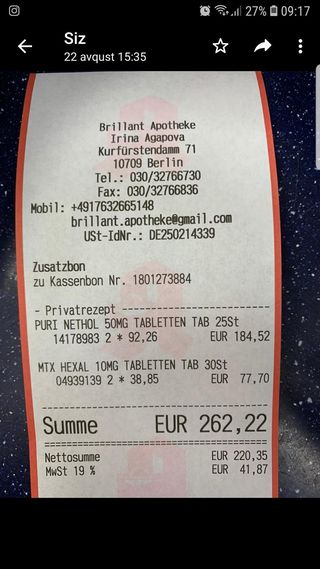 27% 09:17
Siz
22 avqust 15:35
Brillant Apotheke
Irina Agapova
Kurfürstendamm 71
10709 Berlin
Tel.: 030/32766730
Fax: 030/32766836
Mobil: +4917632665148
brillant.apotheke@gmail.com
USt-IdNr.: DE250214339
Zusatzbon
zu Kassenbon Nr. 1801273884
- Privatrezept -
PURI NETHOL 50MG TABLETTEN TAB 25St
14178983 2 * 92,26 EUR 184,52
MTX HEXAL 10MG TABLETTEN TAB 30St
04939139 2 * 38,85 EUR 77,70
Summe EUR 262,22
Nettosumme EUR 220,35
MwSt 19 % EUR 41,87